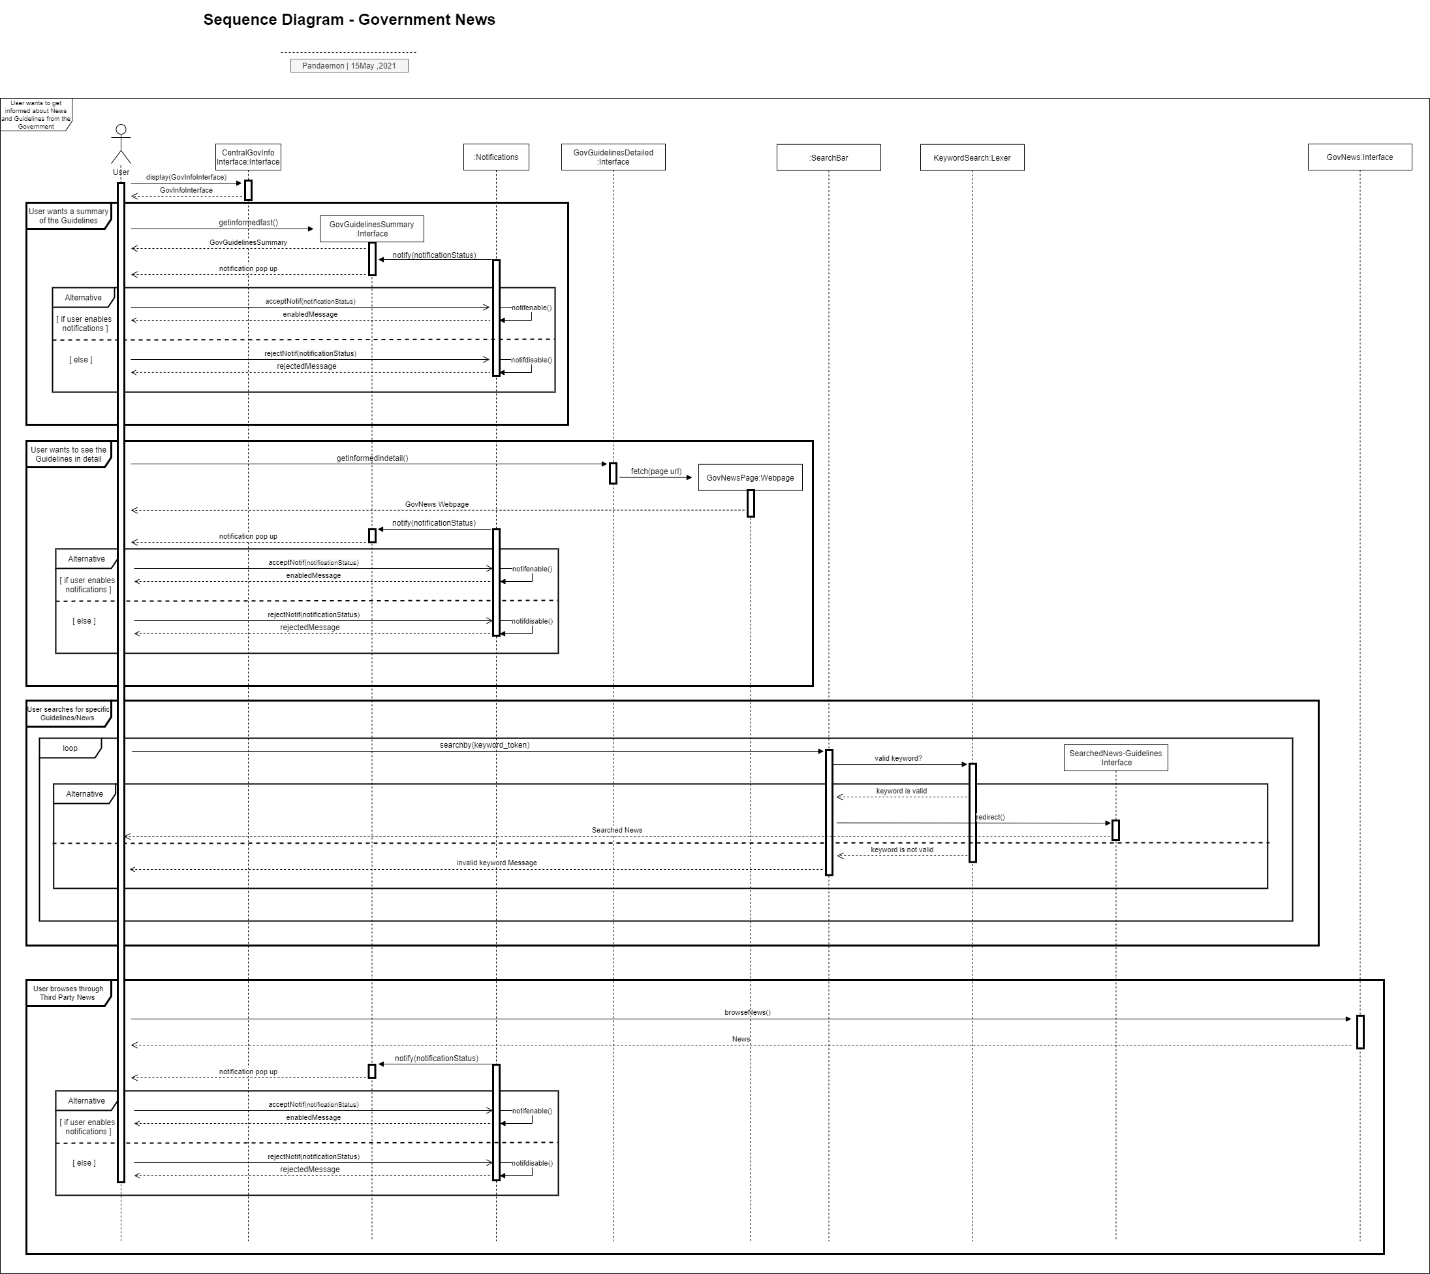 Sequence Diagram - Government News
Pandaemon | 15May ,2021
User wants to get
informed about News
and Guidelines from the
Government
User
CentralGovInfo
Interface:Interface
:Notifications
GovGuidelinesDetailed
:Interface
:SearchBar
KeywordSearch:Lexer
GovNews:Interface
display(GovInfoInterface)
GovInfoInterface
User wants a summary
of the Guidelines
getinformedfast()
GovGuidelinesSummary
:Interface
GovGuidelinesSummary
notify(notificationStatus)
notification pop up
Alternative
acceptNotif(notificationStatus)
notifenable()
[ if user enables
notifications ]
enabledMessage
[ else ]
rejectNotif(notificationStatus)
notifdisable()
rejectedMessage
User wants to see the
Guidelines in detail
getinformedindetail()
fetch(page url)
GovNewsPage:Webpage
GovNews Webpage
notify(notificationStatus)
notification pop up
Alternative
acceptNotif(notificationStatus)
notifenable()
[ if user enables
notifications ]
enabledMessage
[ else ]
rejectNotif(notificationStatus)
notifdisable()
rejectedMessage
User searches for specific
Guidelines/News
loop
searchby(keyword_token)
valid keyword?
SearchedNews-Guidelines
:Interface
Alternative
keyword is valid
redirect()
Searched News
keyword is not valid
invalid keyword Message
User browses through
Third Party News
browseNews()
News
notify(notificationStatus)
notification pop up
Alternative
acceptNotif(notificationStatus)
notifenable()
[ if user enables
notifications ]
enabledMessage
[ else ]
rejectNotif(notificationStatus)
notifdisable()
rejectedMessage